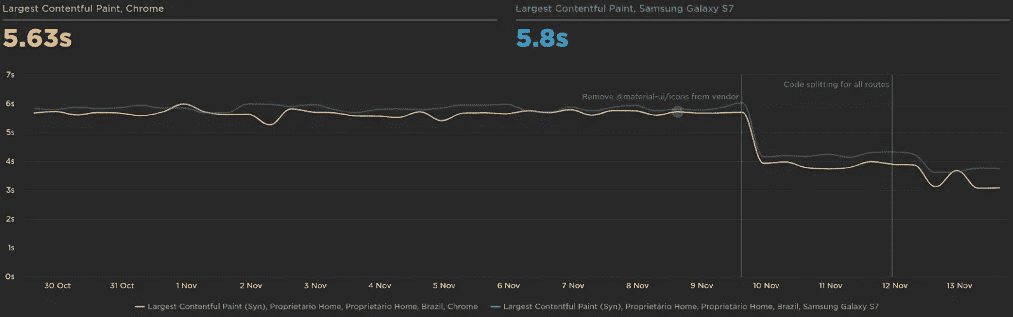 Largest Contentful Paint, Chrome
5.63s
Largest Contentful Paint, Samsung Galaxy S7
5.8s
7s
6s
5s
4s
3s
2s
1s
0s
Remove @material-ui/icons from vendor
Code splitting for all routes
30 Oct
31 Oct
1 Nov
2 Nov
3 Nov
4 Nov
5 Nov
6 Nov
7 Nov
8 Nov
9 Nov
10 Nov
11 Nov
12 Nov
13 Nov
Largest Contentful Paint (Syn), Proprietário Home, Proprietário Home, Brazil, Chrome
Largest Contentful Paint (Syn), Proprietário Home, Proprietário Home, Brazil, Samsung Galaxy S7